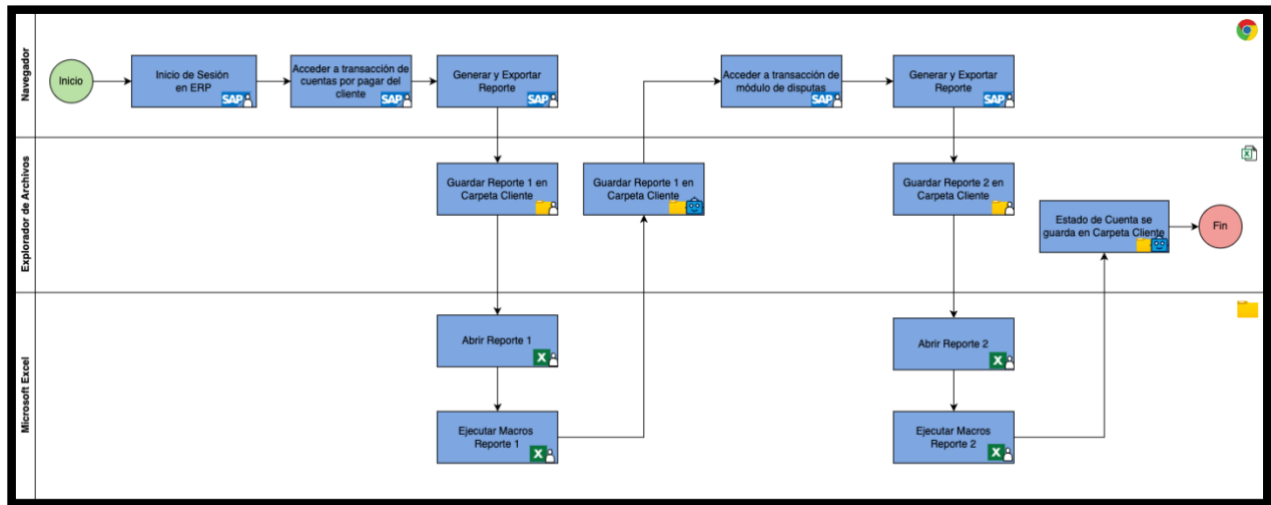 Navegador
Inicio
Inicio de Sesión
en ERP
SAP
Acceder a transacción de
cuentas por pagar del
cliente
SAP
Generar y Exportar
Reporte
SAP
Acceder a transacción de
módulo de disputas
SAP
Generar y Exportar
Reporte
SAP
Explorador de Archivos
Guardar Reporte 1 en
Carpeta Cliente
Guardar Reporte 1 en
Carpeta Cliente
Guardar Reporte 2 en
Carpeta Cliente
Estado de Cuenta se
guarda en Carpeta Cliente
Fin
Microsoft Excel
Abrir Reporte 1
X
Abrir Reporte 2
X
Ejecutar Macros
Reporte 1
X
Ejecutar Macros
Reporte 2
X